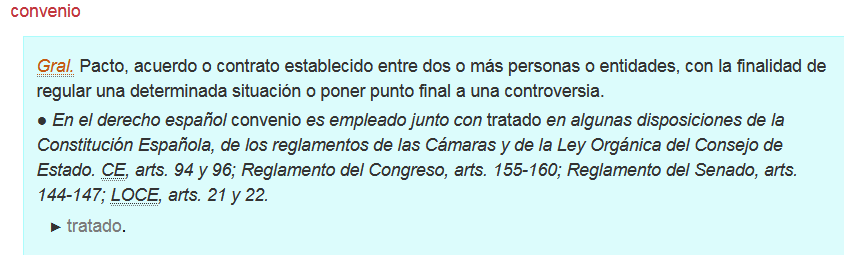 convenio
Gral. Pacto, acuerdo o contrato establecido entre dos o más personas o entidades, con la finalidad de
regular una determinada situación o poner punto final a una controversia.
● En el derecho español convenio es empleado junto con tratado en algunas disposiciones de la
Constitución Española, de los reglamentos de las Cámaras y de la Ley Orgánica del Consejo de
Estado. CE, arts. 94 y 96; Reglamento del Congreso, arts. 155-160; Reglamento del Senado, arts.
144-147; LOCE, arts. 21 y 22.
► tratado.